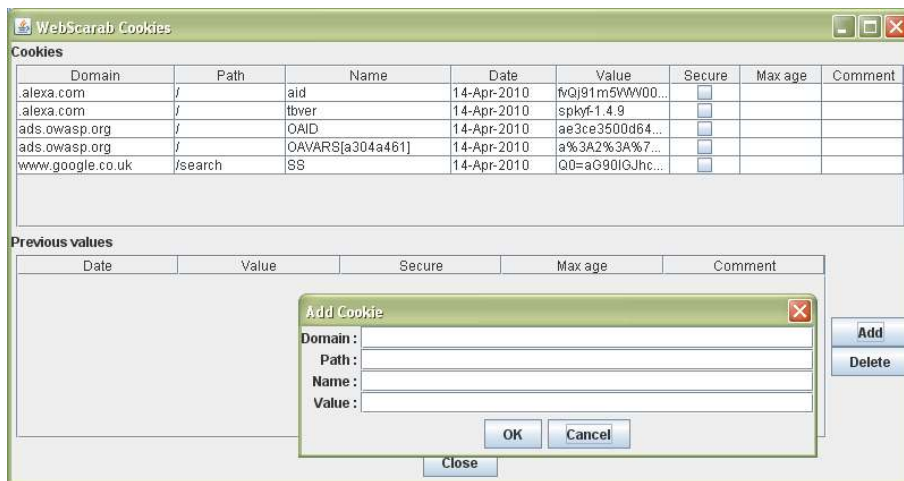 WebScarab Cookies
Cookies
Domain Path Name Date Value Secure Max age Comment
.alexa.com / aid 14-Apr-2010 fvQj91m5VWV00...
.alexa.com / tbver 14-Apr-2010 spkyf-1.4.9
ads.owasp.org / OAID 14-Apr-2010 ae3ce3500d64...
ads.owasp.org / OAVARS[a304a461] 14-Apr-2010 a%3A2%3A%7...
www.google.co.uk /search SS 14-Apr-2010 Q0=aG90IGJhc...
Previous values
Date Value Secure Max age Comment
Add Cookie
Domain :
Path :
Name :
Value :
OK Cancel
Add
Delete
Close